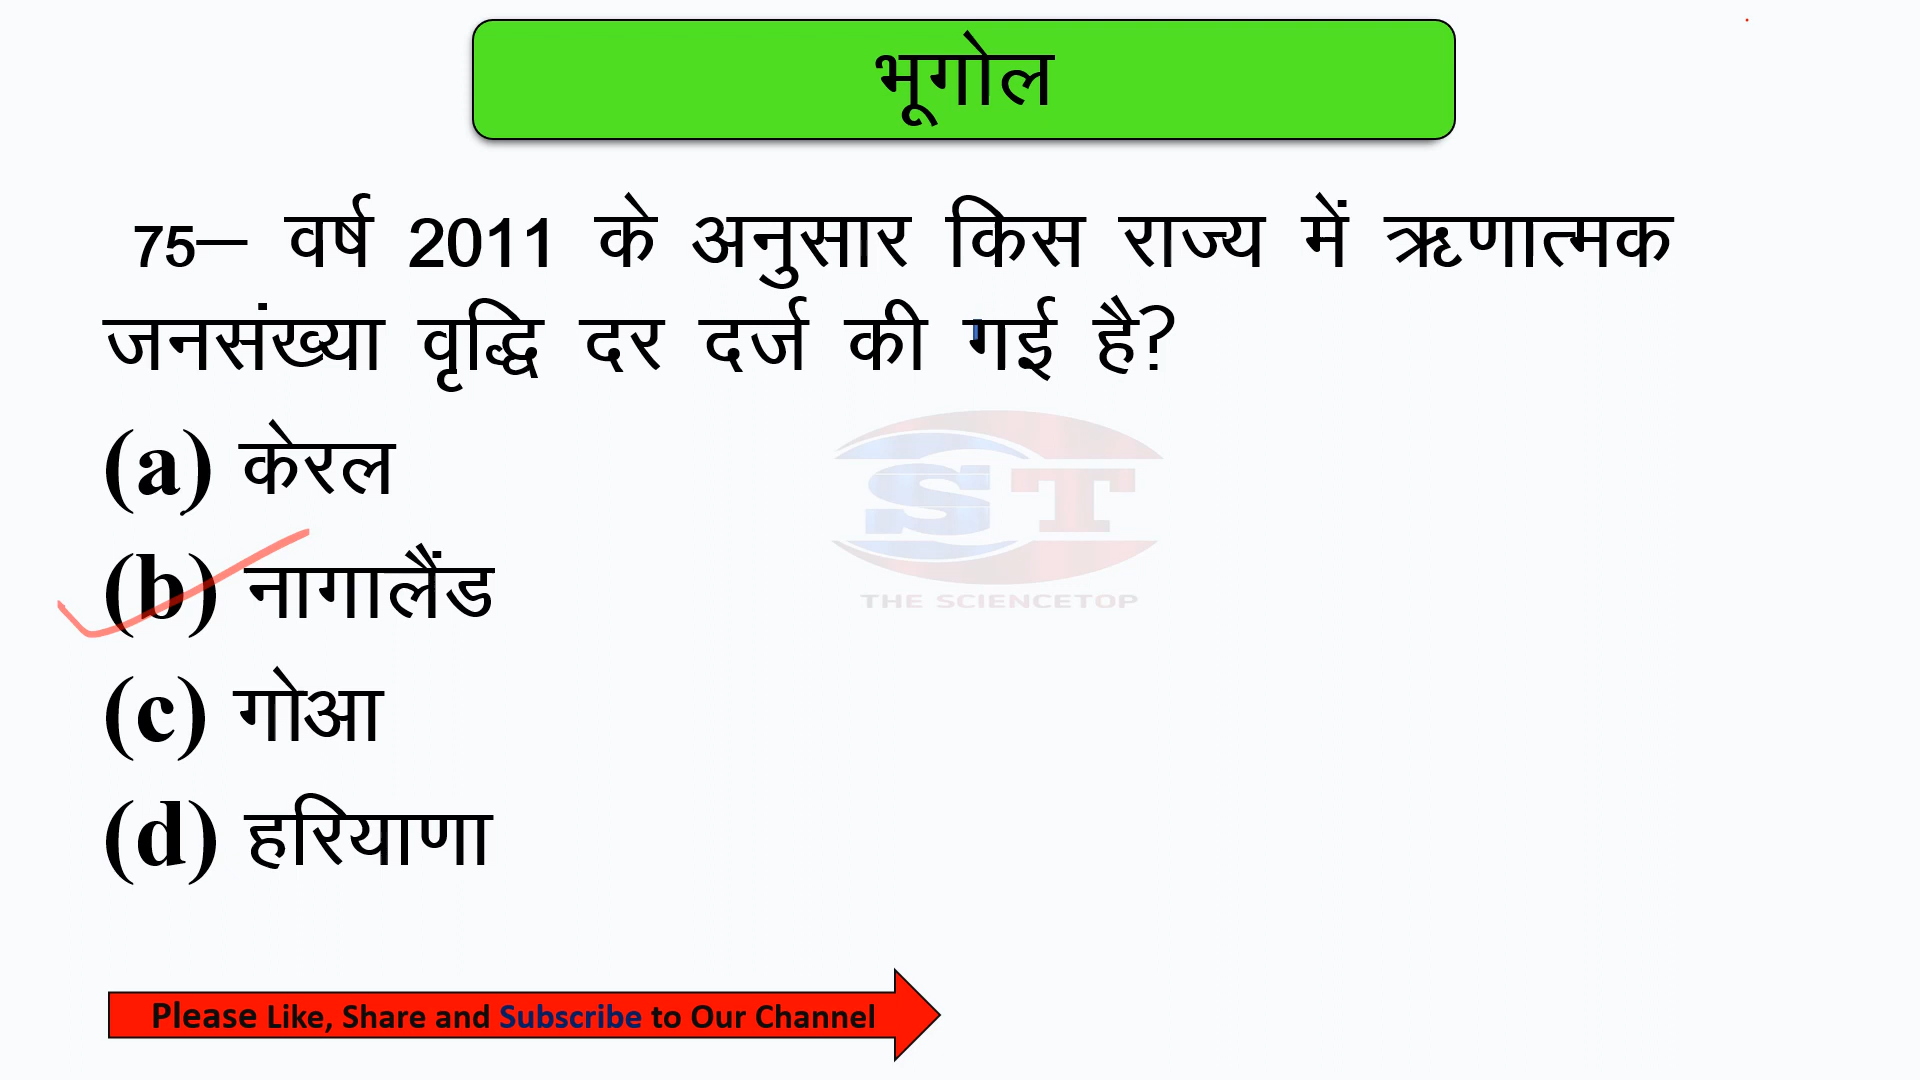 भूगोल
75– वर्ष 2011 के अनुसार किस राज्य में ऋणात्मक
जनसंख्या वृद्धि दर दर्ज की गई है?
(a) केरल
(b) नागालैंड
(c) गोआ
(d) हरियाणा
ST
THE SCIENCETOP
Please Like, Share and Subscribe to Our Channel